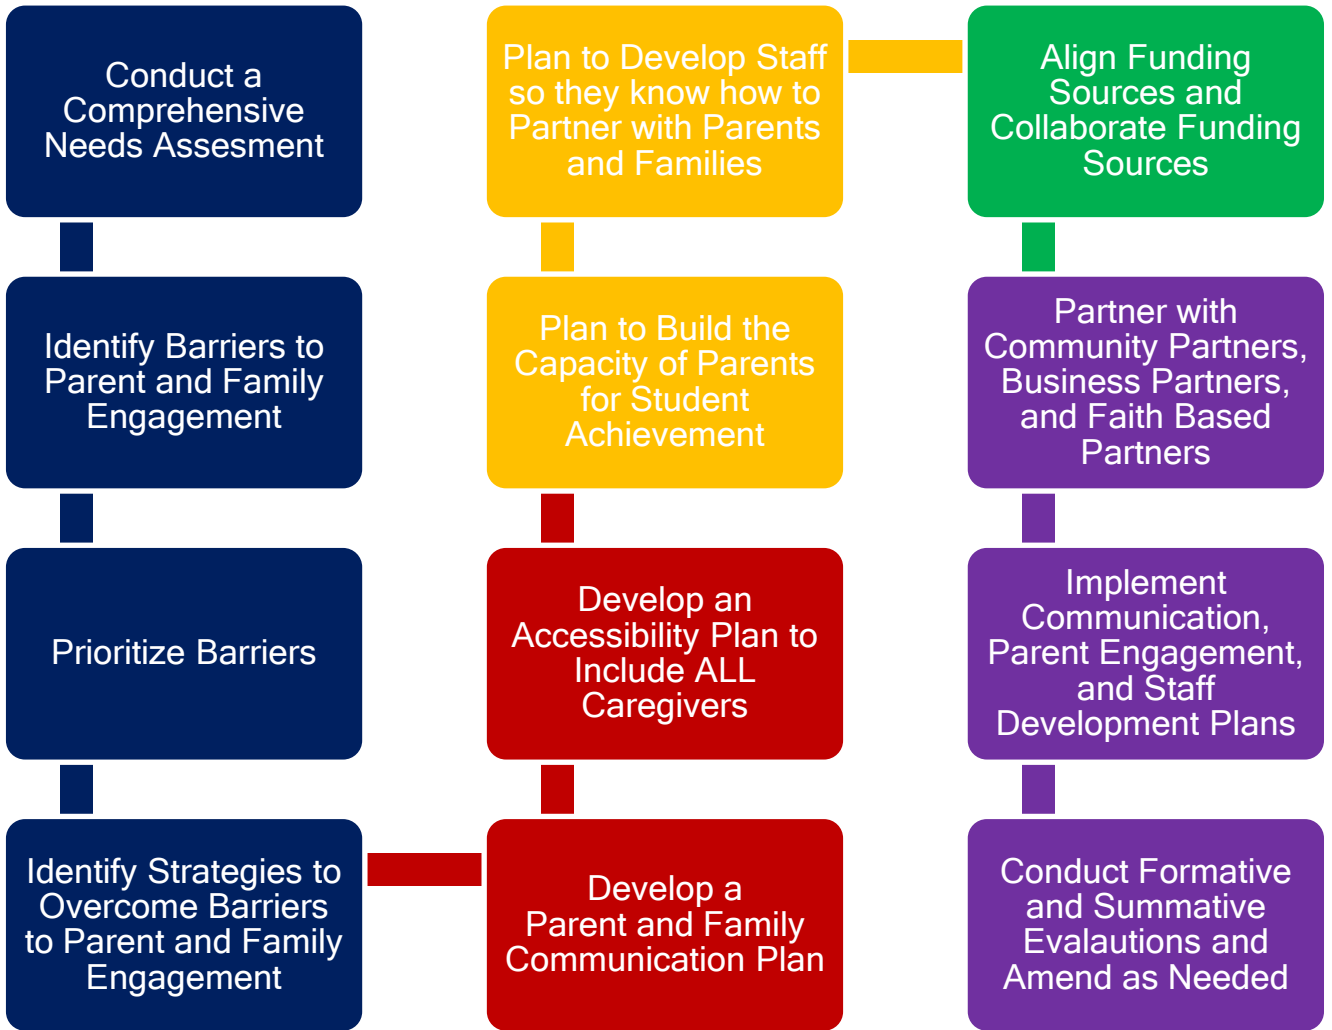 Conduct a
Comprehensive
Needs Assesment
Identify Barriers to
Parent and Family
Engagement
Prioritize Barriers
Identify Strategies to
Overcome Barriers
to Parent and Family
Engagement
Develop a
Parent and Family
Communication Plan
Develop an
Accessibility Plan to
Include ALL
Caregivers
Plan to Build the
Capacity of Parents
for Student
Achievement
Plan to Develop Staff
so they know how to
Partner with Parents
and Families
Align Funding
Sources and
Collaborate Funding
Sources
Partner with
Community Partners,
Business Partners,
and Faith Based
Partners
Implement
Communication,
Parent Engagement,
and Staff
Development Plans
Conduct Formative
and Summative
Evalautions and
Amend as Needed